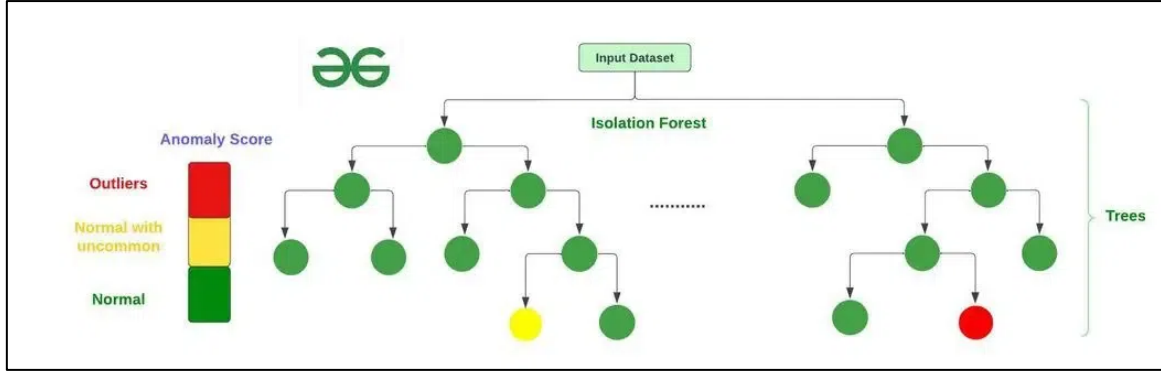 Input Dataset
Isolation Forest
Anomaly Score
Outliers
Normal with
uncommon
Normal
...........
Trees